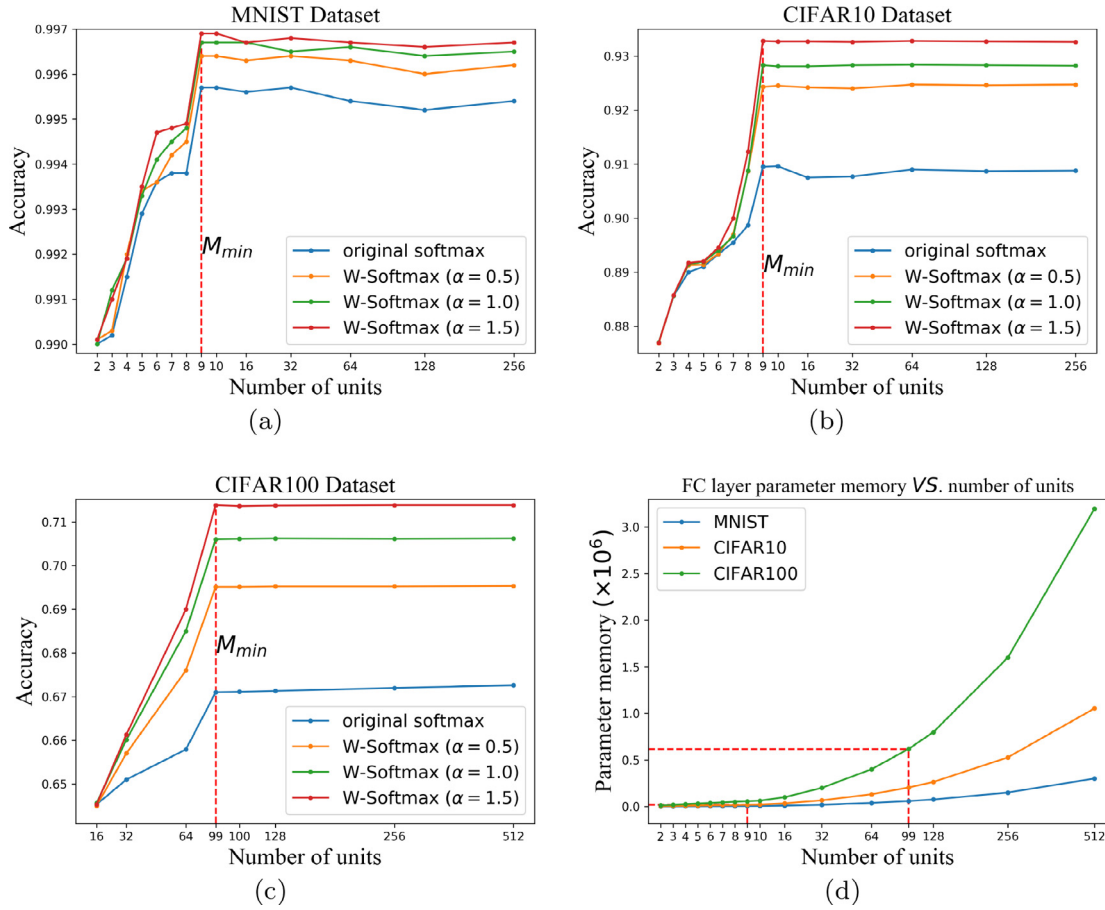 MNIST Dataset
0.997
0.996
0.995
0.994
0.993
0.992
0.991
0.990
Accuracy
M_min
original softmax
W-Softmax (α = 0.5)
W-Softmax (α = 1.0)
W-Softmax (α = 1.5)
2 3 4 5 6 7 8 9 10 16 32 64 128 256
Number of units
(a)
CIFAR10 Dataset
0.93
0.92
0.91
0.90
0.89
0.88
Accuracy
M_min
original softmax
W-Softmax (α = 0.5)
W-Softmax (α = 1.0)
W-Softmax (α = 1.5)
2 3 4 5 6 7 8 9 10 16 32 64 128 256
Number of units
(b)
CIFAR100 Dataset
0.71
0.70
0.69
0.68
0.67
0.66
0.65
Accuracy
M_min
original softmax
W-Softmax (α = 0.5)
W-Softmax (α = 1.0)
W-Softmax (α = 1.5)
16 32 64 99 100 128 256 512
Number of units
(c)
FC layer parameter memory VS. number of units
3.0
2.5
2.0
1.5
1.0
0.5
0.0
Parameter memory (×10^6)
MNIST
CIFAR10
CIFAR100
2 3 4 5 6 7 8 9 10 16 32 64 99 128 256 512
Number of units
(d)